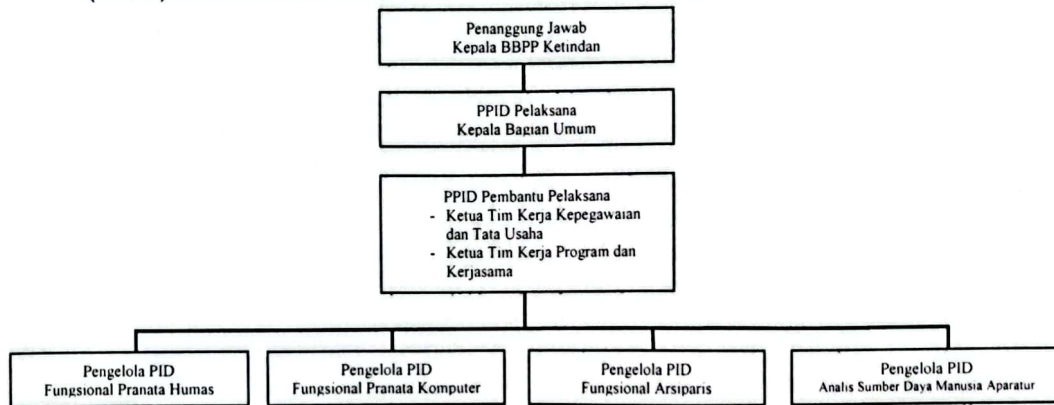 Penanggung Jawab
Kepala BBPP Ketindan
PPID Pelaksana
Kepala Bagian Umum
PPID Pembantu Pelaksana
- Ketua Tim Kerja Kepegawaian
dan Tata Usaha
- Ketua Tim Kerja Program dan
Kerjasama
Pengelola PID
Fungsional Pranata Humas
Pengelola PID
Fungsional Pranata Komputer
Pengelola PID
Fungsional Arsiparis
Pengelola PID
Analis Sumber Daya Manusia Aparatur